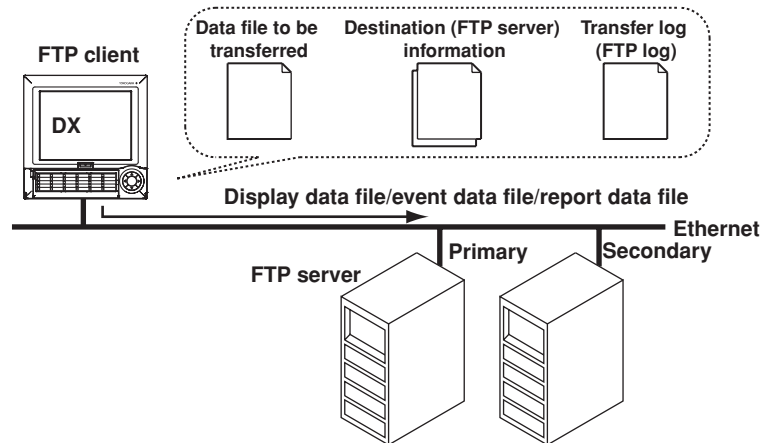 Data file to be
transferred
Destination (FTP server)
information
Transfer log
(FTP log)
FTP client
DX
Display data file/event data file/report data file
Ethernet
Primary
Secondary
FTP server